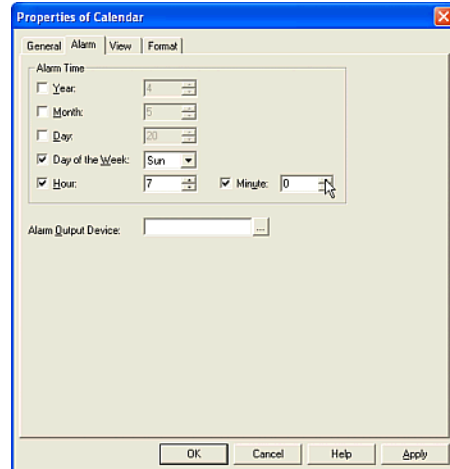 Properties of Calendar
General Alarm View Format
Alarm Time
Year: 4
Month: 5
Day: 20
Day of the Week: Sun
Hour: 7 Minute: 0
Alarm Output Device: ...
OK Cancel Help Apply